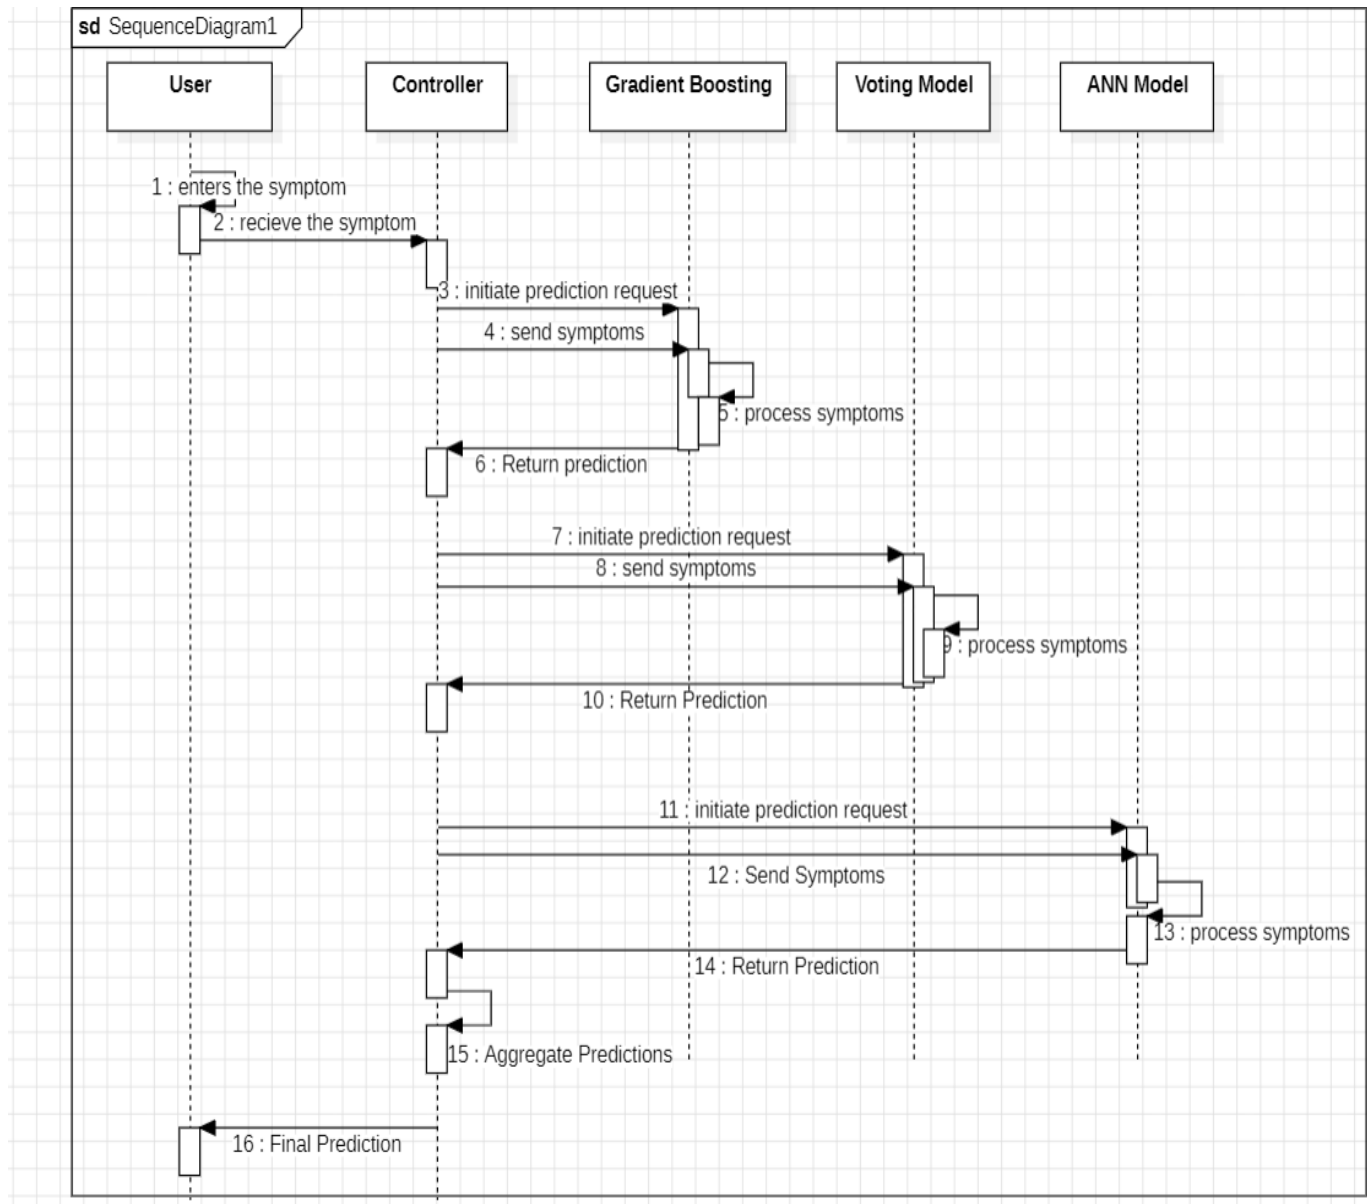 sd SequenceDiagram1
User
Controller
Gradient Boosting
Voting Model
ANN Model
1 : enters the symptom
2 : recieve the symptom
3 : initiate prediction request
4 : send symptoms
5 : process symptoms
6 : Return prediction
7 : initiate prediction request
8 : send symptoms
9 : process symptoms
10 : Return Prediction
11 : initiate prediction request
12 : Send Symptoms
13 : process symptoms
14 : Return Prediction
15 : Aggregate Predictions
16 : Final Prediction